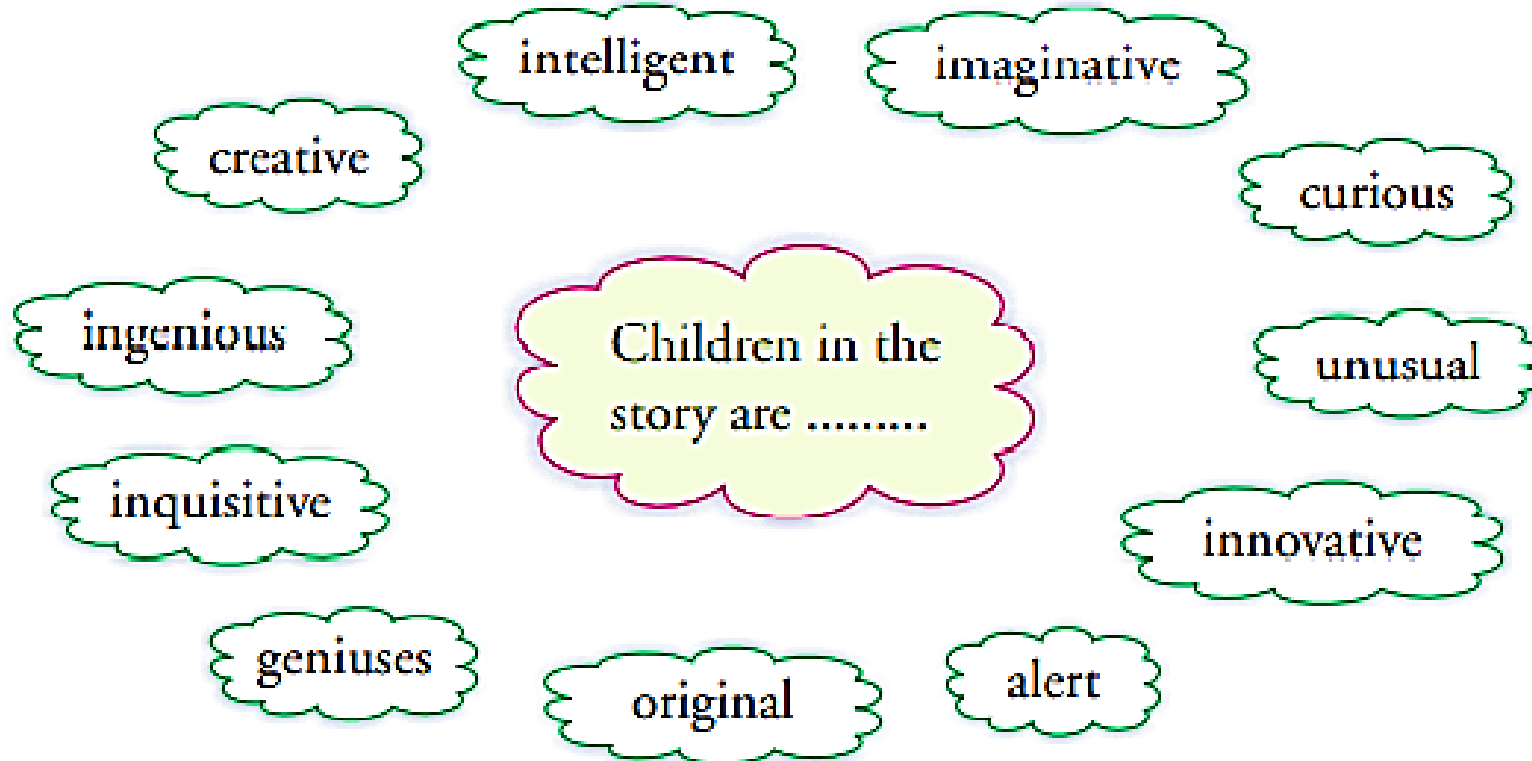 intelligent
imaginative
creative
curious
ingenious
Children in the
story are .........
unusual
inquisitive
innovative
geniuses
original
alert